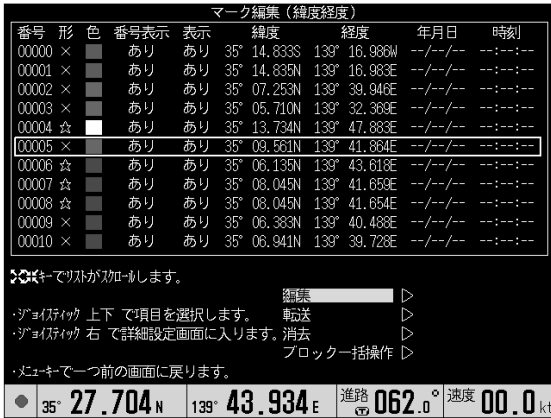 マーク編集(緯度経度)
番号 形 色 番号表示 表示 緯度 経度 年月日 時刻
00000 × あり あり 35° 14.833S 139° 16.986W --/--/-- --:--:--
00001 × あり あり 35° 14.835N 139° 16.983E --/--/-- --:--:--
00002 × あり あり 35° 07.253N 139° 39.946E --/--/-- --:--:--
00003 × あり あり 35° 05.710N 139° 32.369E --/--/-- --:--:--
00004 ☆ あり あり 35° 13.734N 139° 47.883E --/--/-- --:--:--
00005 × あり あり 35° 09.561N 139° 41.864E --/--/-- --:--:--
00006 ☆ あり あり 35° 06.135N 139° 43.618E --/--/-- --:--:--
00007 ☆ あり あり 35° 08.045N 139° 41.659E --/--/-- --:--:--
00008 ☆ あり あり 35° 08.045N 139° 41.654E --/--/-- --:--:--
00009 × あり あり 35° 06.383N 139° 40.488E --/--/-- --:--:--
00010 × あり あり 35° 06.941N 139° 39.728E --/--/-- --:--:--
キーでリストがスクロールします。
編集 ▷
・ジョイスティック 上下 で項目を選択します。 転送 ▷
・ジョイスティック 右 で詳細設定画面に入ります。 消去 ▷
ブロック一括操作 ▷
・メニューキーで一つ前の画面に戻ります。
35° 27.704 N 139° 43.934 E 進路 T 062.0° 速度 00.0 kt